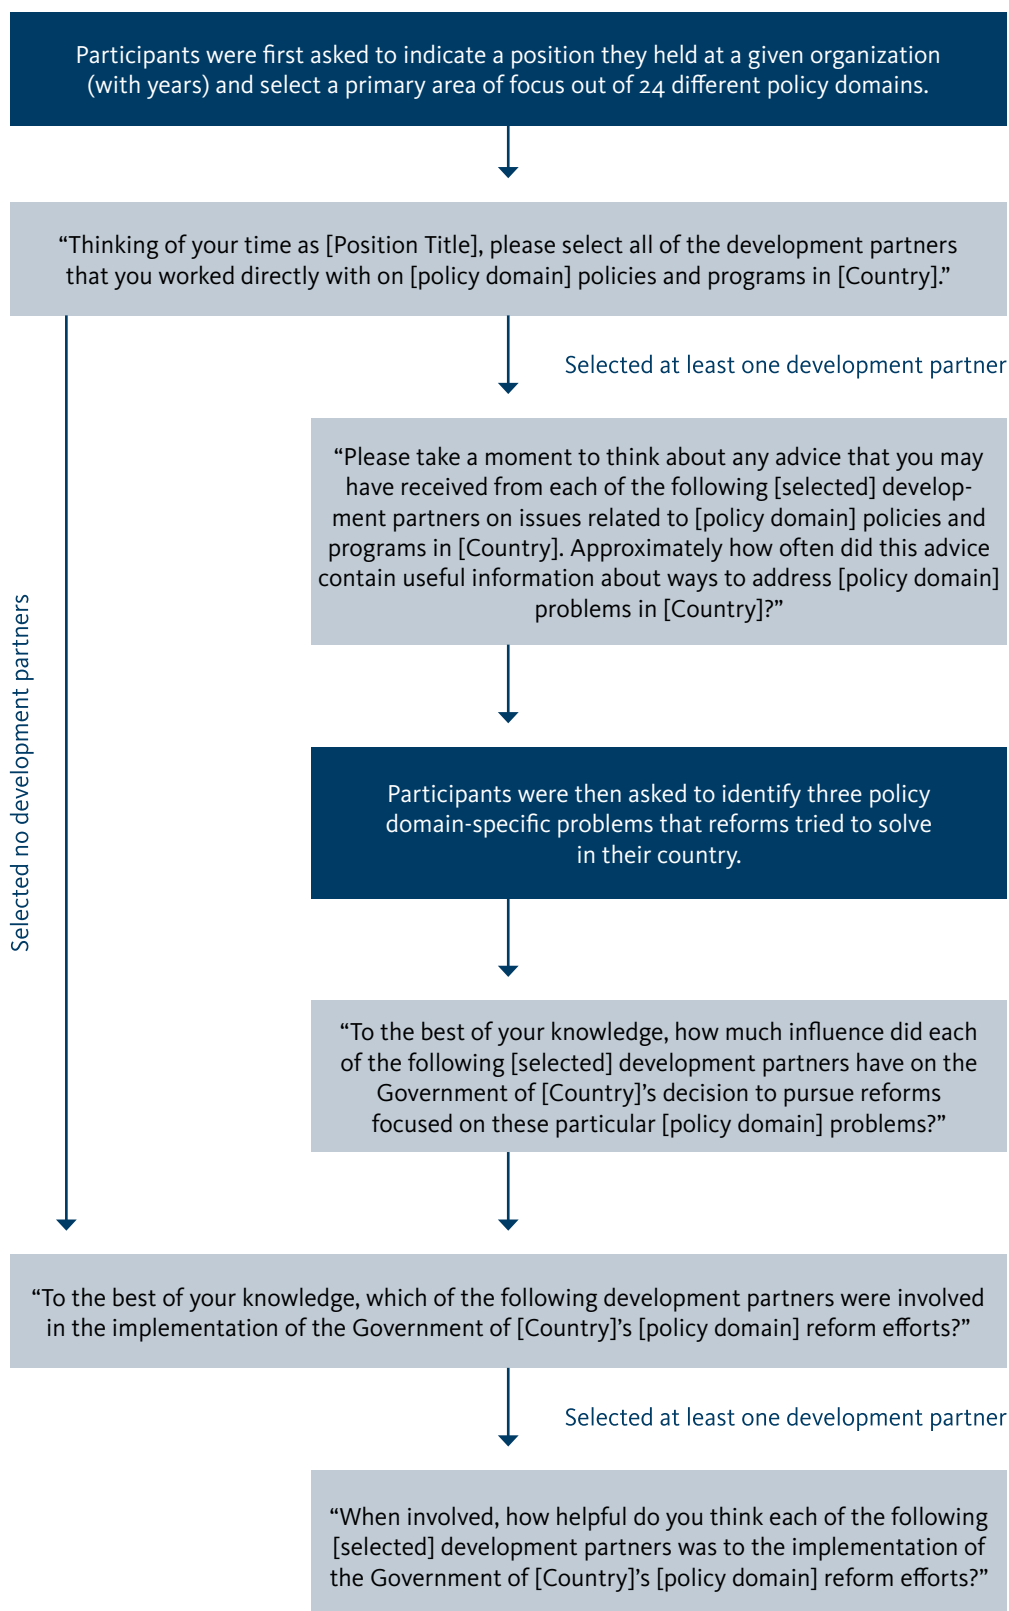 Participants were first asked to indicate a position they held at a given organization
(with years) and select a primary area of focus out of 24 different policy domains.
“Thinking of your time as [Position Title], please select all of the development partners
that you worked directly with on [policy domain] policies and programs in [Country].”
Selected at least one development partner
“Please take a moment to think about any advice that you may
have received from each of the following [selected] develop-
ment partners on issues related to [policy domain] policies and
programs in [Country]. Approximately how often did this advice
contain useful information about ways to address [policy domain]
problems in [Country]?”
Selected no development partners
Participants were then asked to identify three policy
domain-specific problems that reforms tried to solve
in their country.
“To the best of your knowledge, how much influence did each
of the following [selected] development partners have on the
Government of [Country]’s decision to pursue reforms
focused on these particular [policy domain] problems?”
“To the best of your knowledge, which of the following development partners were involved
in the implementation of the Government of [Country]'s [policy domain] reform efforts?”
Selected at least one development partner
“When involved, how helpful do you think each of the following
[selected] development partners was to the implementation of
the Government of [Country]’s [policy domain] reform efforts?”